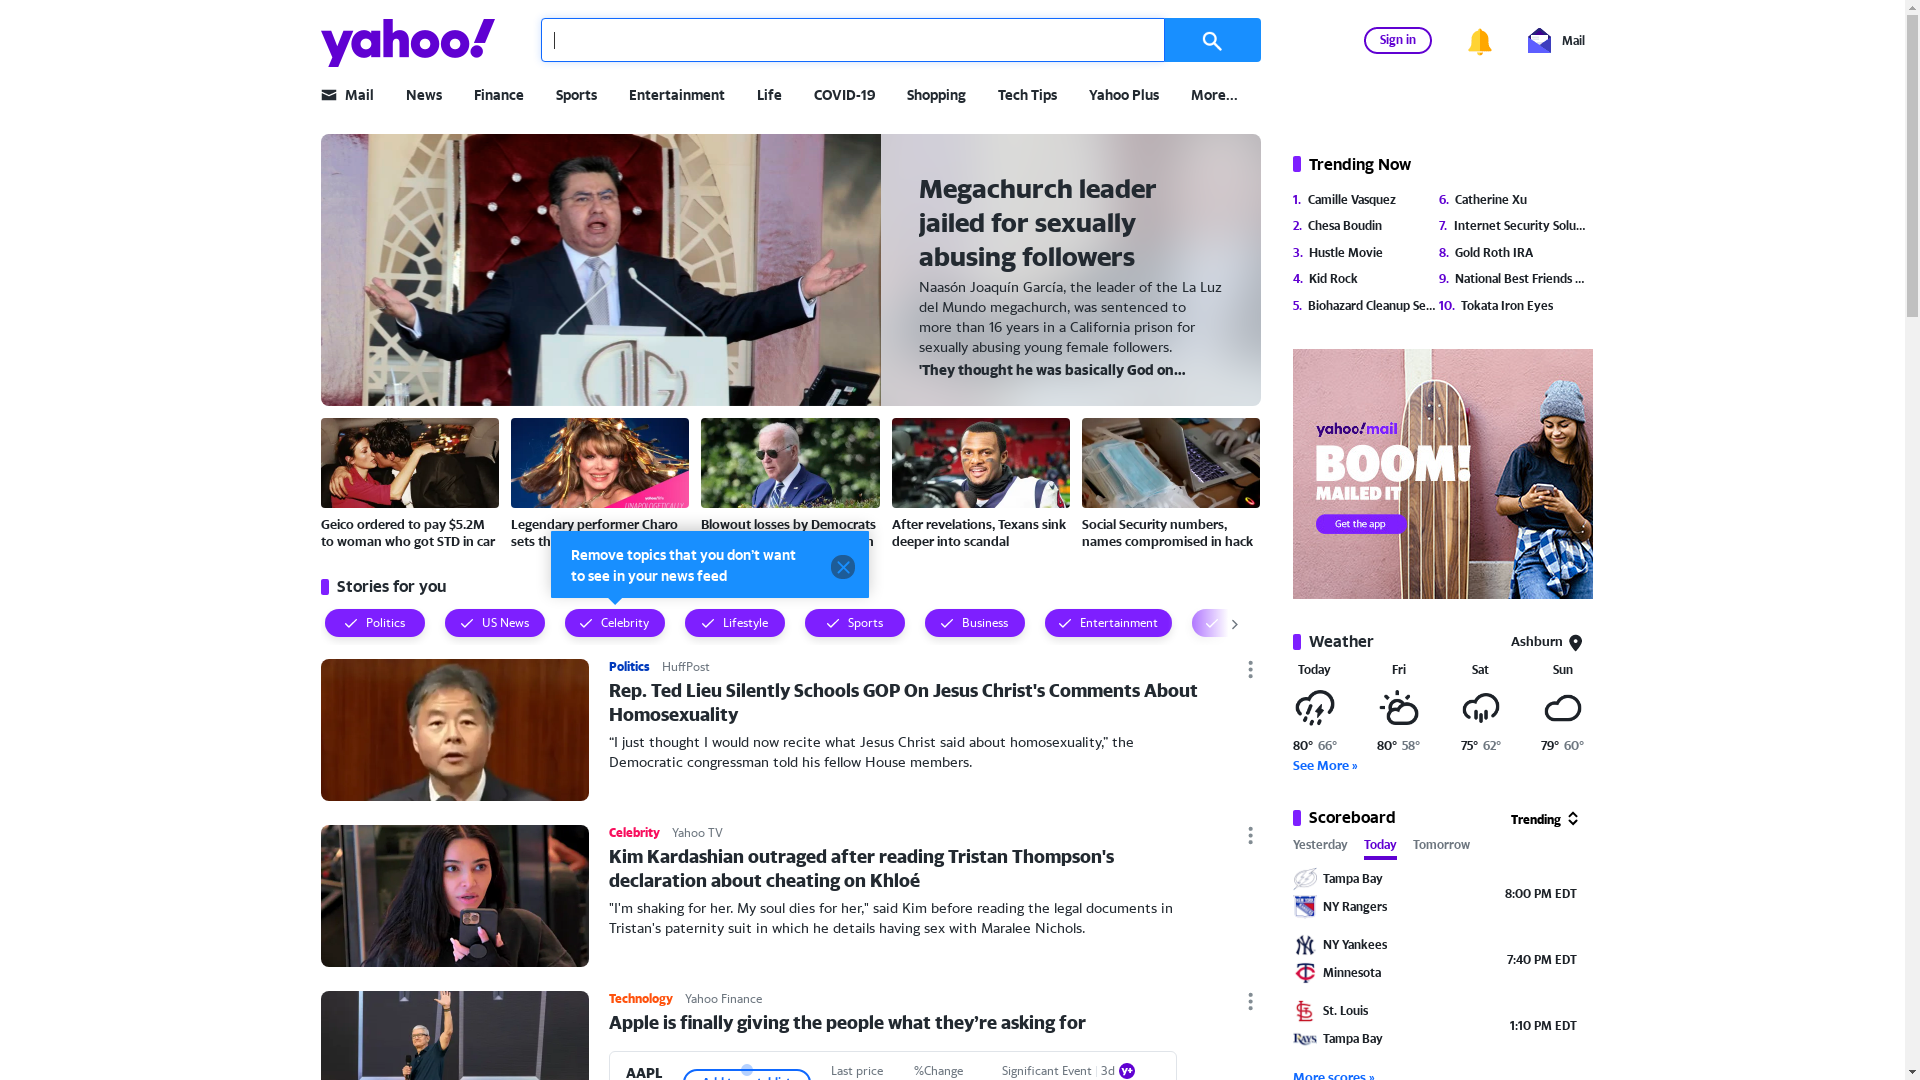 yahoo!
Sign in
Mail
Mail
News
Finance
Sports
Entertainment
Life
COVID-19
Shopping
Tech Tips
Yahoo Plus
More...
Megachurch leader
jailed for sexually
abusing followers
Naasón Joaquín García, the leader of the La Luz
del Mundo megachurch, was sentenced to
more than 16 years in a California prison for
sexually abusing young female followers.
'They thought he was basically God on...
Geico ordered to pay $5.2M
to woman who got STD in car
UNAPOLOGETICALLY
Legendary performer Charo
sets th
Blowout losses by Democrats
After revelations, Texans sink
deeper into scandal
Social Security numbers,
names compromised in hack
Remove topics that you don't want
to see in your news feed
Stories for you
Politics
US News
Celebrity
Lifestyle
Sports
Business
Entertainment
Politics HuffPost
Rep. Ted Lieu Silently Schools GOP On Jesus Christ's Comments About
Homosexuality
“I just thought I would now recite what Jesus Christ said about homosexuality,” the
Democratic congressman told his fellow House members.
Celebrity Yahoo TV
Kim Kardashian outraged after reading Tristan Thompson's
declaration about cheating on Khloé
"I'm shaking for her. My soul dies for her," said Kim before reading the legal documents in
Tristan's paternity suit in which he details having sex with Maralee Nichols.
Technology Yahoo Finance
Apple is finally giving the people what they’re asking for
AAPL
Last price
%Change
Significant Event
3d
y+
Trending Now
1. Camille Vasquez
2. Chesa Boudin
3. Hustle Movie
4. Kid Rock
5. Biohazard Cleanup Se...
6. Catherine Xu
7. Internet Security Solu...
8. Gold Roth IRA
9. National Best Friends ...
10. Tokata Iron Eyes
yahoo!mail
BOOM!
MAILED IT
Get the app
Weather
Ashburn
Today
Fri
Sat
Sun
80° 66°
80° 58°
75° 62°
79° 60°
See More »
Scoreboard
Trending
Yesterday
Today
Tomorrow
Tampa Bay
NY Rangers
8:00 PM EDT
NY Yankees
Minnesota
7:40 PM EDT
St. Louis
Tampa Bay
1:10 PM EDT
More scores »